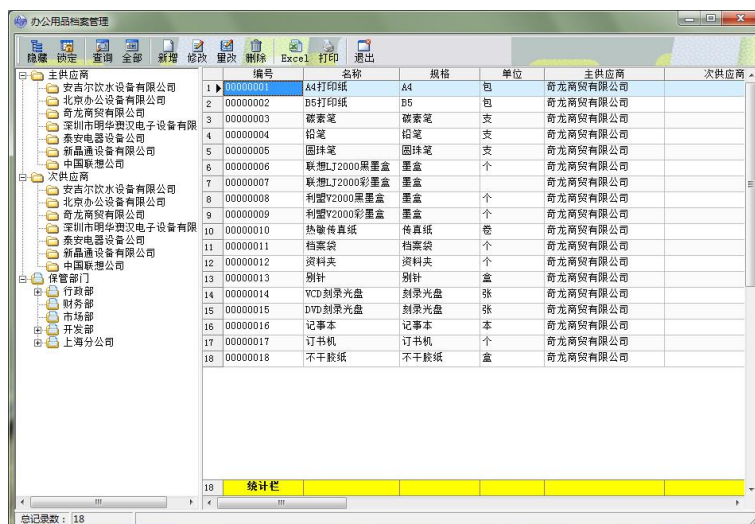 办公用品档案管理
隐藏 锁定 查询 全部 新增 修改 重改 删除 Excel 打印 退出
主供应商
安吉尔饮水设备有限公司
北京办公设备有限公司
奇龙商贸有限公司
深圳市明华澳汉电子设备有限
泰安电器设备公司
新晶通设备有限公司
中国联想公司
次供应商
安吉尔饮水设备有限公司
北京办公设备有限公司
奇龙商贸有限公司
深圳市明华澳汉电子设备有限
泰安电器设备公司
新晶通设备有限公司
中国联想公司
保管部门
行政部
财务部
市场部
开发部
上海分公司
编号 名称 规格 单位 主供应商 次供应商
1 00000001 A4打印纸 A4 包 奇龙商贸有限公司
2 00000002 B5打印纸 B5 包 奇龙商贸有限公司
3 00000003 碳素笔 碳素笔 支 奇龙商贸有限公司
4 00000004 铅笔 铅笔 支 奇龙商贸有限公司
5 00000005 圆珠笔 圆珠笔 支 奇龙商贸有限公司
6 00000006 联想LJ2000黑墨盒 墨盒 个 奇龙商贸有限公司
7 00000007 联想LJ2000彩墨盒 墨盒 奇龙商贸有限公司
8 00000008 利盟V2000黑墨盒 墨盒 个 奇龙商贸有限公司
9 00000009 利盟V2000彩墨盒 墨盒 个 奇龙商贸有限公司
10 00000010 热敏传真纸 传真纸 卷 奇龙商贸有限公司
11 00000011 档案袋 档案袋 个 奇龙商贸有限公司
12 00000012 资料夹 资料夹 个 奇龙商贸有限公司
13 00000013 别针 别针 盒 奇龙商贸有限公司
14 00000014 VCD刻录光盘 刻录光盘 张 奇龙商贸有限公司
15 00000015 DVD刻录光盘 刻录光盘 张 奇龙商贸有限公司
16 00000016 记事本 记事本 本 奇龙商贸有限公司
17 00000017 订书机 订书机 个 奇龙商贸有限公司
18 00000018 不干胶纸 不干胶纸 盒 奇龙商贸有限公司
18 统计栏
总记录数: 18